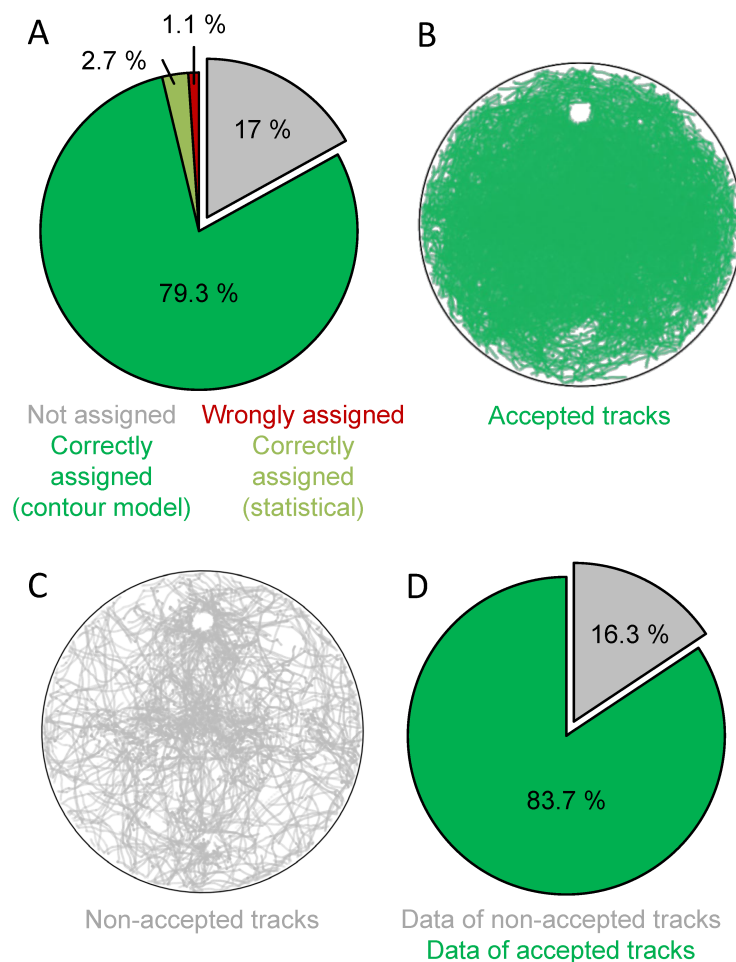 A
1.1 %
2.7 %
17 %
79.3 %
Not assigned
Wrongly assigned
Correctly
assigned
(contour model)
Correctly
assigned
(statistical)
B
Accepted tracks
C
Non-accepted tracks
D
16.3 %
83.7 %
Data of non-accepted tracks
Data of accepted tracks